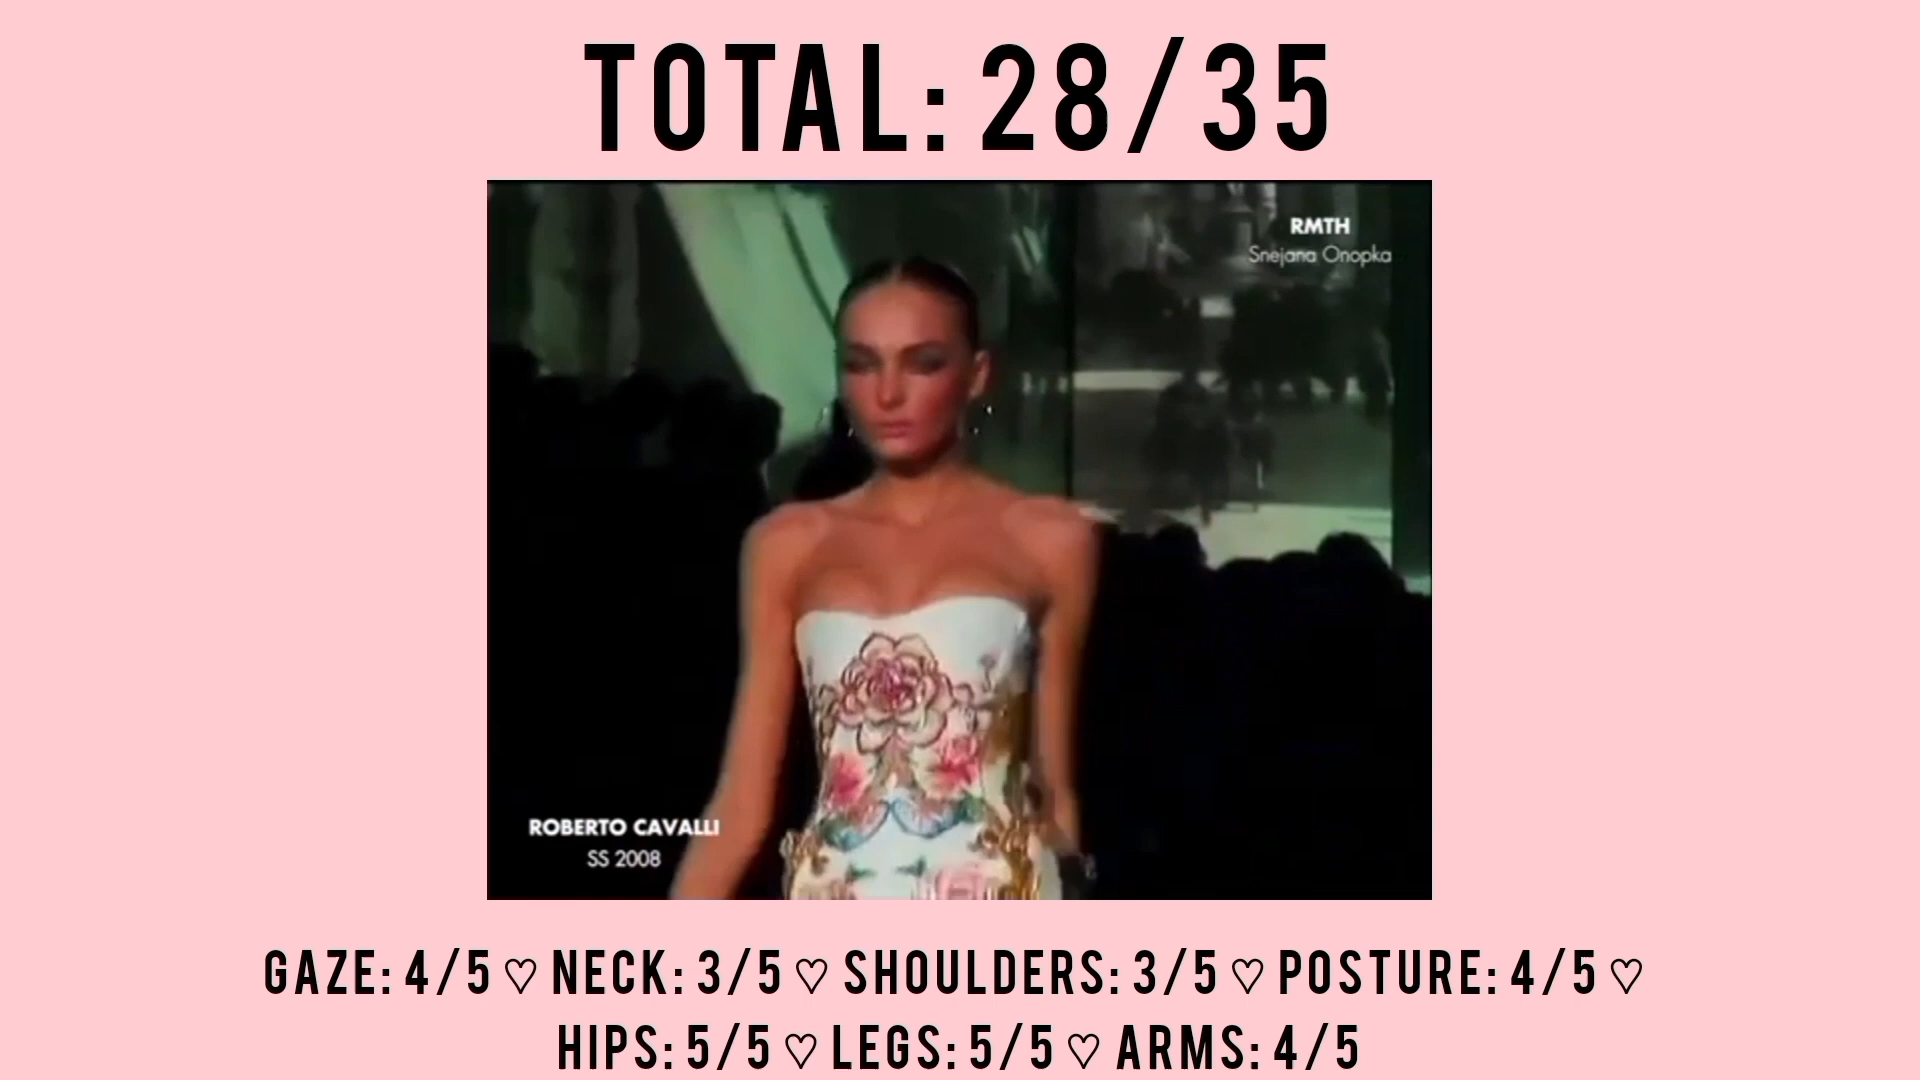 TOTAL: 28/35
RMTH
Snejana Onopka
ROBERTO CAVALLI
SS 2008
GAZE: 4/5 ♡ NECK: 3/5 ♡ SHOULDERS: 3/5 ♡ POSTURE: 4/5 ♡
HIPS: 5/5 ♡ LEGS: 5/5 ♡ ARMS: 4/5